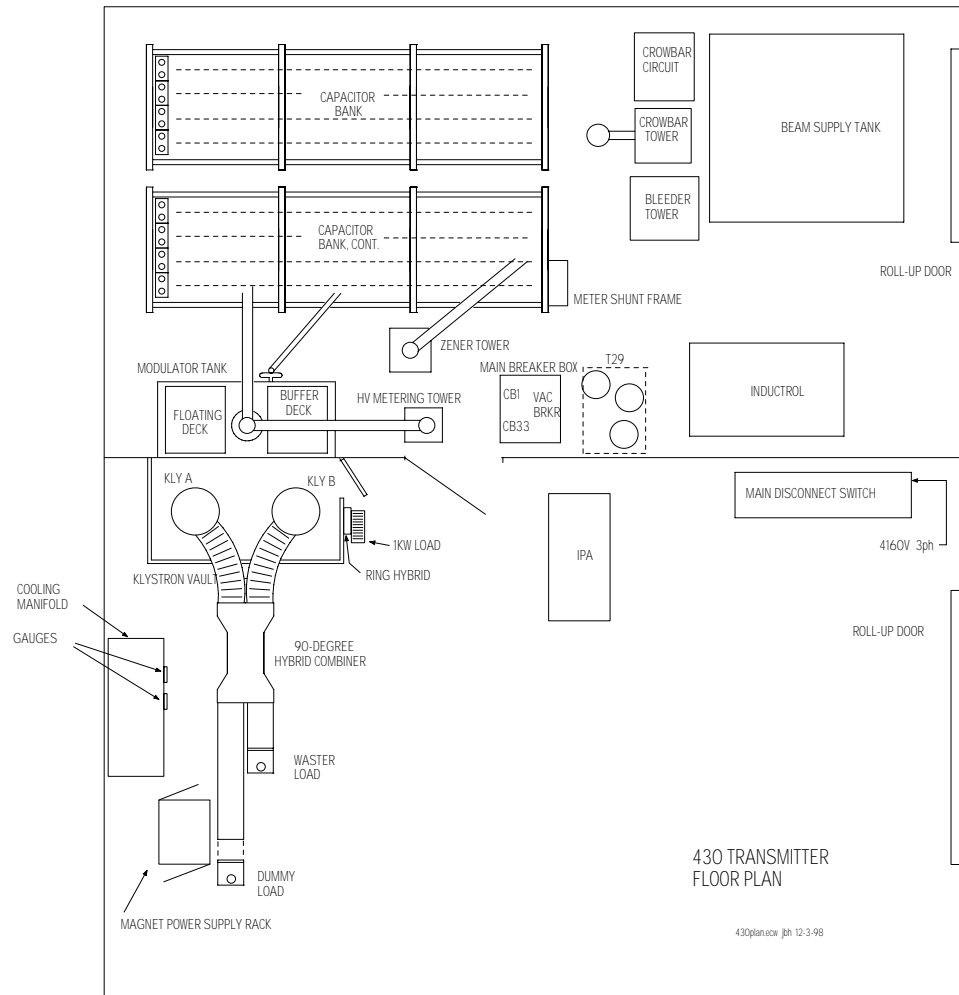 CROWBAR
CIRCUIT
CAPACITOR
BANK
CROWBAR
TOWER
BEAM SUPPLY TANK
BLEEDER
TOWER
CAPACITOR
BANK, CONT.
ROLL-UP DOOR
METER SHUNT FRAME
ZENER TOWER
MODULATOR TANK
MAIN BREAKER BOX
T29
BUFFER
DECK
HV METERING TOWER
CB1
VAC
BRKR
CB33
INDUCTROL
FLOATING
DECK
KLY A
KLY B
MAIN DISCONNECT SWITCH
1KW LOAD
4160V 3ph
IPA
RING HYBRID
KLYSTRON VAULT
COOLING
MANIFOLD
GAUGES
ROLL-UP DOOR
90-DEGREE
HYBRID COMBINER
WASTER
LOAD
430 TRANSMITTER
FLOOR PLAN
DUMMY
LOAD
MAGNET POWER SUPPLY RACK
430plan.ecw jbh 12-3-98